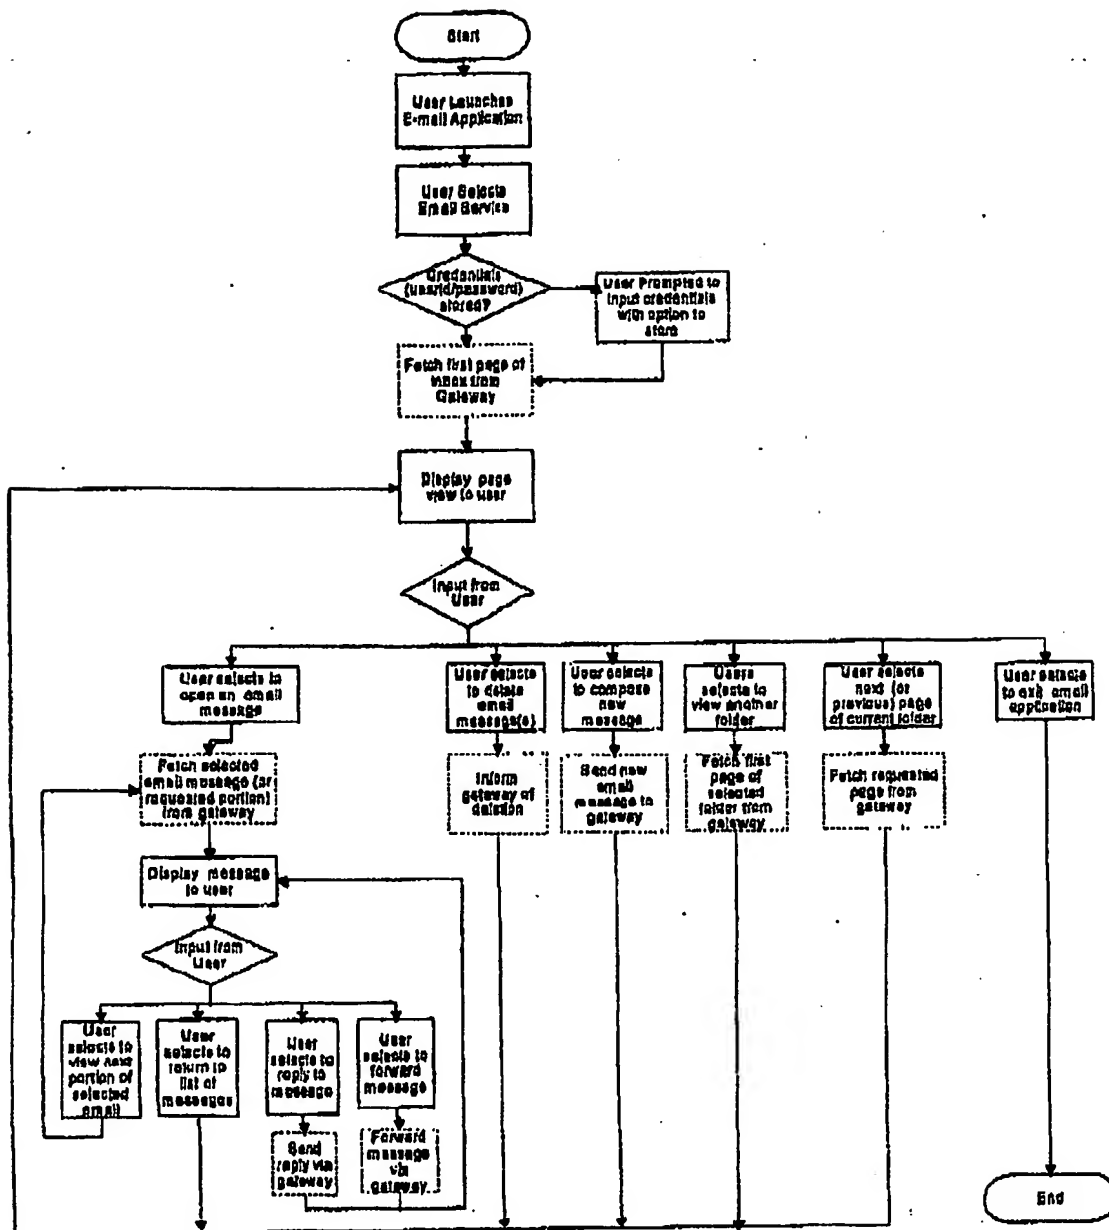 Start
User Launches
E-mail Application
User Selects
Email Service
Credentials
(userid/password)
stored?
User Prompted to
input credentials
with option to
store
Fetch first page of
inbox from
Gateway
Display page
view to user
Input from
User
User selects to
open an email
message
User selects
to delete
email
message(s)
User selects
to compose
new
message
Users
selects to
view another
folder
User selects
next (or
previous) page
of current folder
User selects
to exit email
application
Fetch selected
email message (or
requested portion)
from gateway
Inform
gateway of
deletion
Send new
email
message to
gateway
Fetch first
page of
selected
folder from
gateway
Fetch requested
page from
gateway
Display message
to user
Input from
User
User
selects to
view next
portion of
selected
email
User
selects to
return to
list of
messages
User
selects to
reply to
message
User
selects to
forward
message
Send
reply via
gateway
Forward
message
via
gateway
End